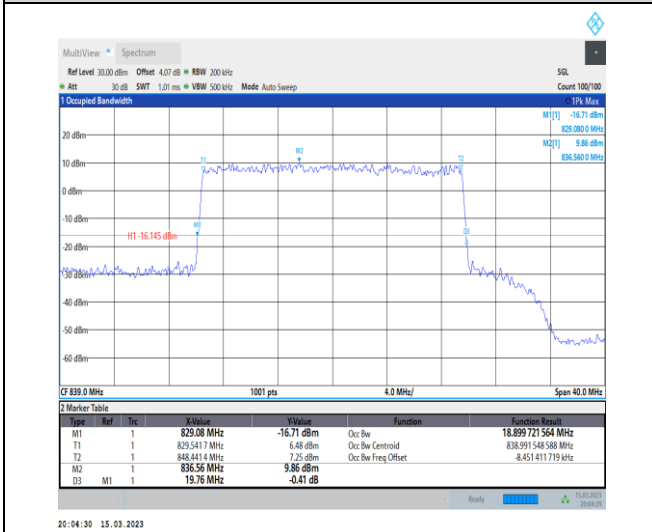 MultiView Spectrum
Ref Level 30.00 dBm Offset 4.07 dB RBW 200 kHz SGL
Att 30 dB SWT 1.01 ms VBW 500 kHz Mode Auto Sweep Count 100/100
1 Occupied Bandwidth 1Pk Max
M1[1] -16.71 dBm
829.080 0 MHz
M2[1] 9.86 dBm
836.560 0 MHz
20 dBm
M2
T1 T2
10 dBm
0 dBm
-10 dBm
M1
D3
H1 -16.145 dBm
-20 dBm
-30 dBm
-40 dBm
-50 dBm
-60 dBm
CF 839.0 MHz 1001 pts 4.0 MHz/ Span 40.0 MHz
2 Marker Table
Type Ref Trc X-Value Y-Value Function Function Result
M1 1 829.08 MHz -16.71 dBm Occ Bw 18.899 721 564 MHz
T1 1 829.541 7 MHz 6.48 dBm Occ Bw Centroid 838.991 548 588 MHz
T2 1 848.441 4 MHz 7.25 dBm Occ Bw Freq Offset -8.451 411 719 kHz
M2 1 836.56 MHz 9.86 dBm
D3 M1 1 19.76 MHz -0.41 dB
Ready 15.03.2023
20:04:29
20:04:30 15.03.2023